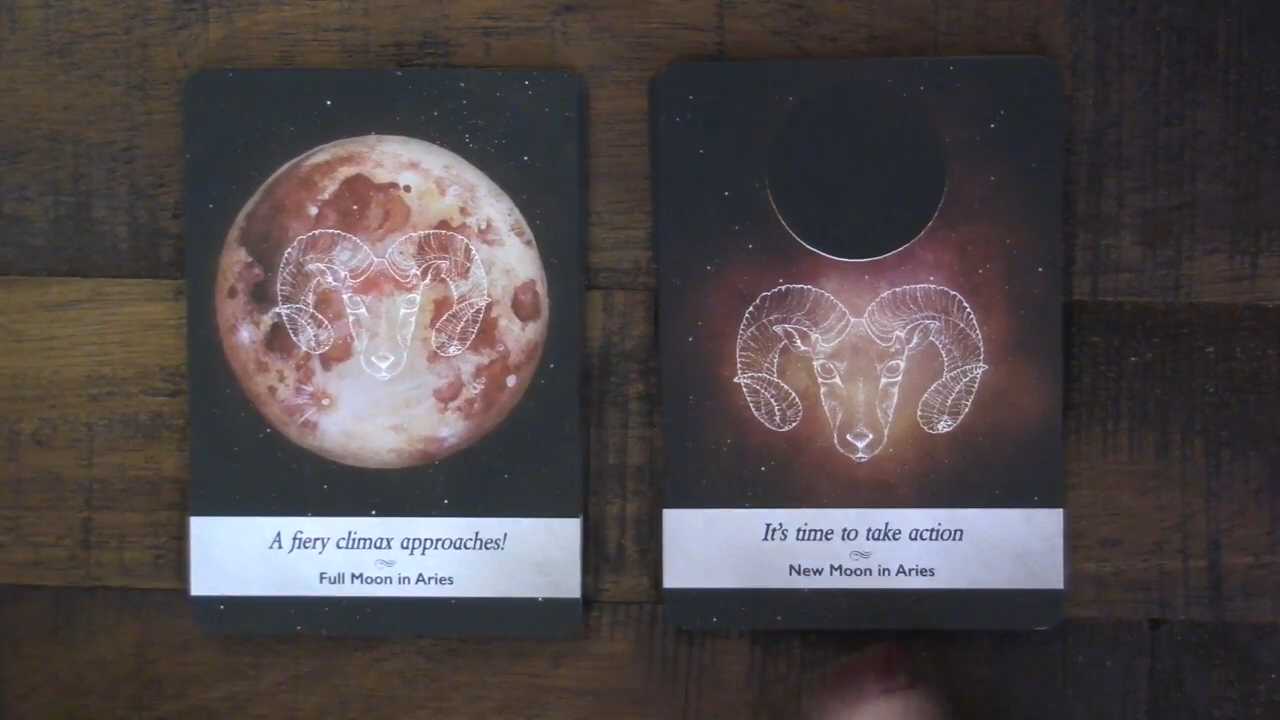 A fiery climax approaches!
Full Moon in Aries
It's time to take action
New Moon in Aries